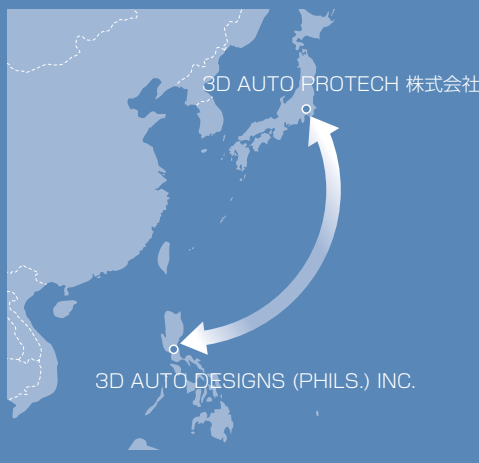 3D AUTO PROTECH 株式会社
3D AUTO DESIGNS (PHILS.) INC.